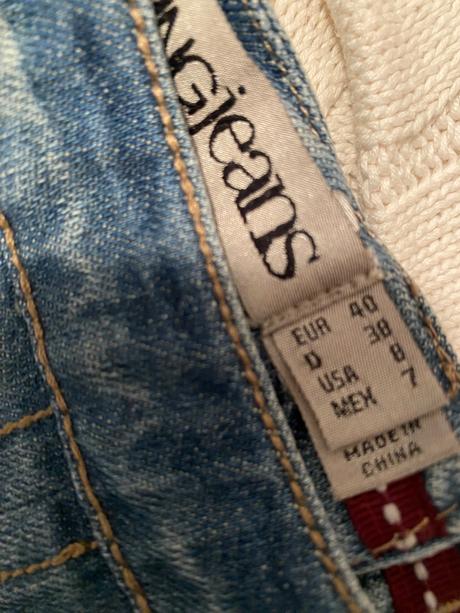 NGjeans
EUR 40
D 38
USA 8
MEX 7
MADE IN
CHINA